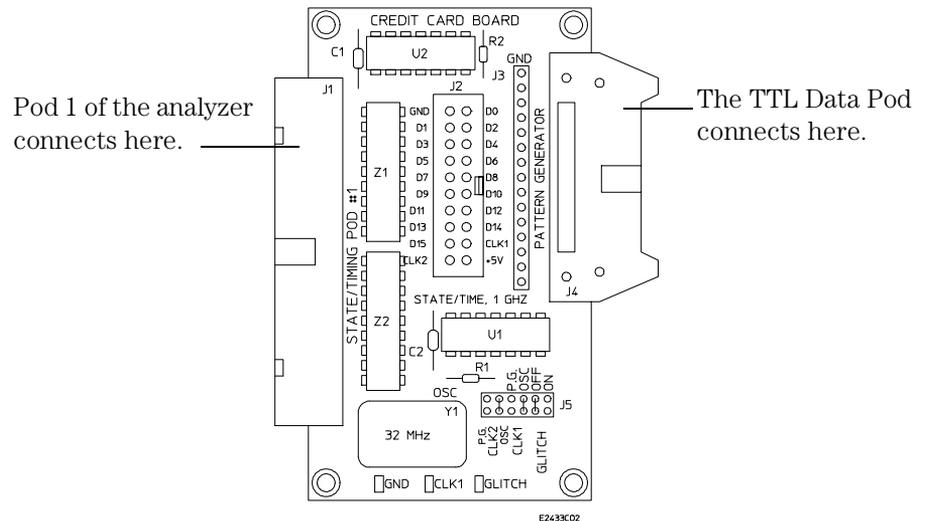 CREDIT CARD BOARD
C1
U2
R2
GND
J3
J1
J2
Pod 1 of the analyzer
connects here.
The TTL Data Pod
connects here.
GND D0
D1 D2
D3 D4
D5 D6
D7 D8
D9 D10
D11 D12
D13 D14
D15 CLK1
CLK2 +5V
Z1
STATE/TIMING POD #1
PATTERN GENERATOR
J4
STATE/TIME, 1 GHZ
Z2
C2
U1
R1
OSC
Y1
32 MHz
P.G.
OSC
OFF
ON
J5
P.G.
CLK2
OSC
CLK1
GLITCH
GND
CLK1
GLITCH
E2433C02